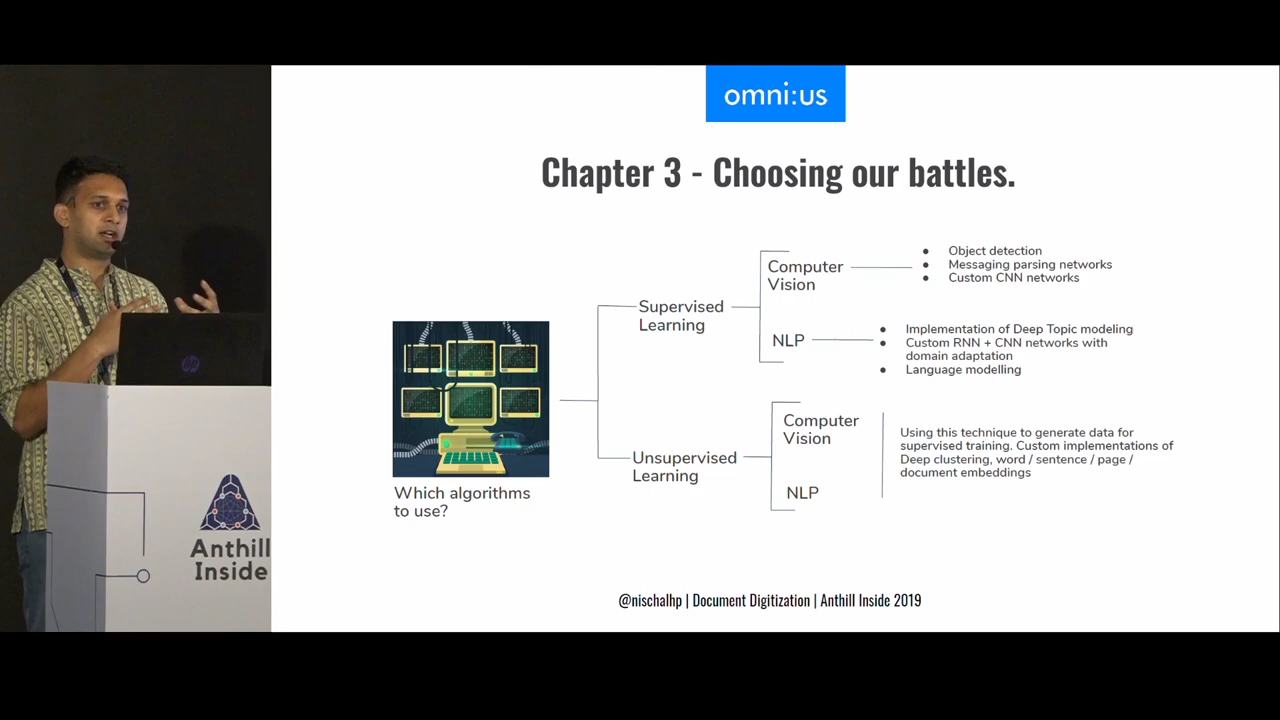 omni:us
Chapter 3 - Choosing our battles.
Computer
Vision
● Object detection
● Messaging parsing networks
● Custom CNN networks
Supervised
Learning
NLP
● Implementation of Deep Topic modeling
● Custom RNN + CNN networks with
domain adaptation
● Language modelling
Which algorithms
to use?
Unsupervised
Learning
Computer
Vision
NLP
Using this technique to generate data for
supervised training. Custom implementations of
Deep clustering, word / sentence / page /
document embeddings
hp
Anthill
Inside
@nischalhp | Document Digitization | Anthill Inside 2019